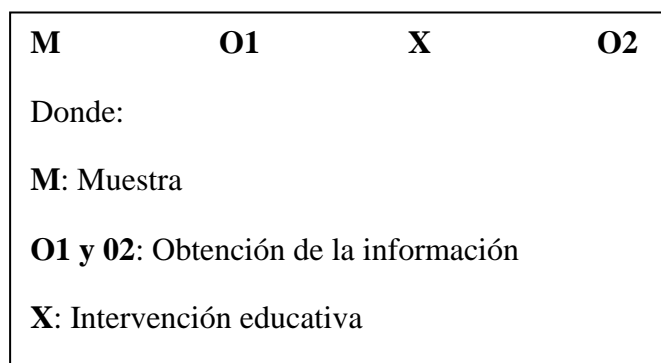 M O1 X O2
Donde:
M: Muestra
O1 y 02: Obtención de la información
X: Intervención educativa